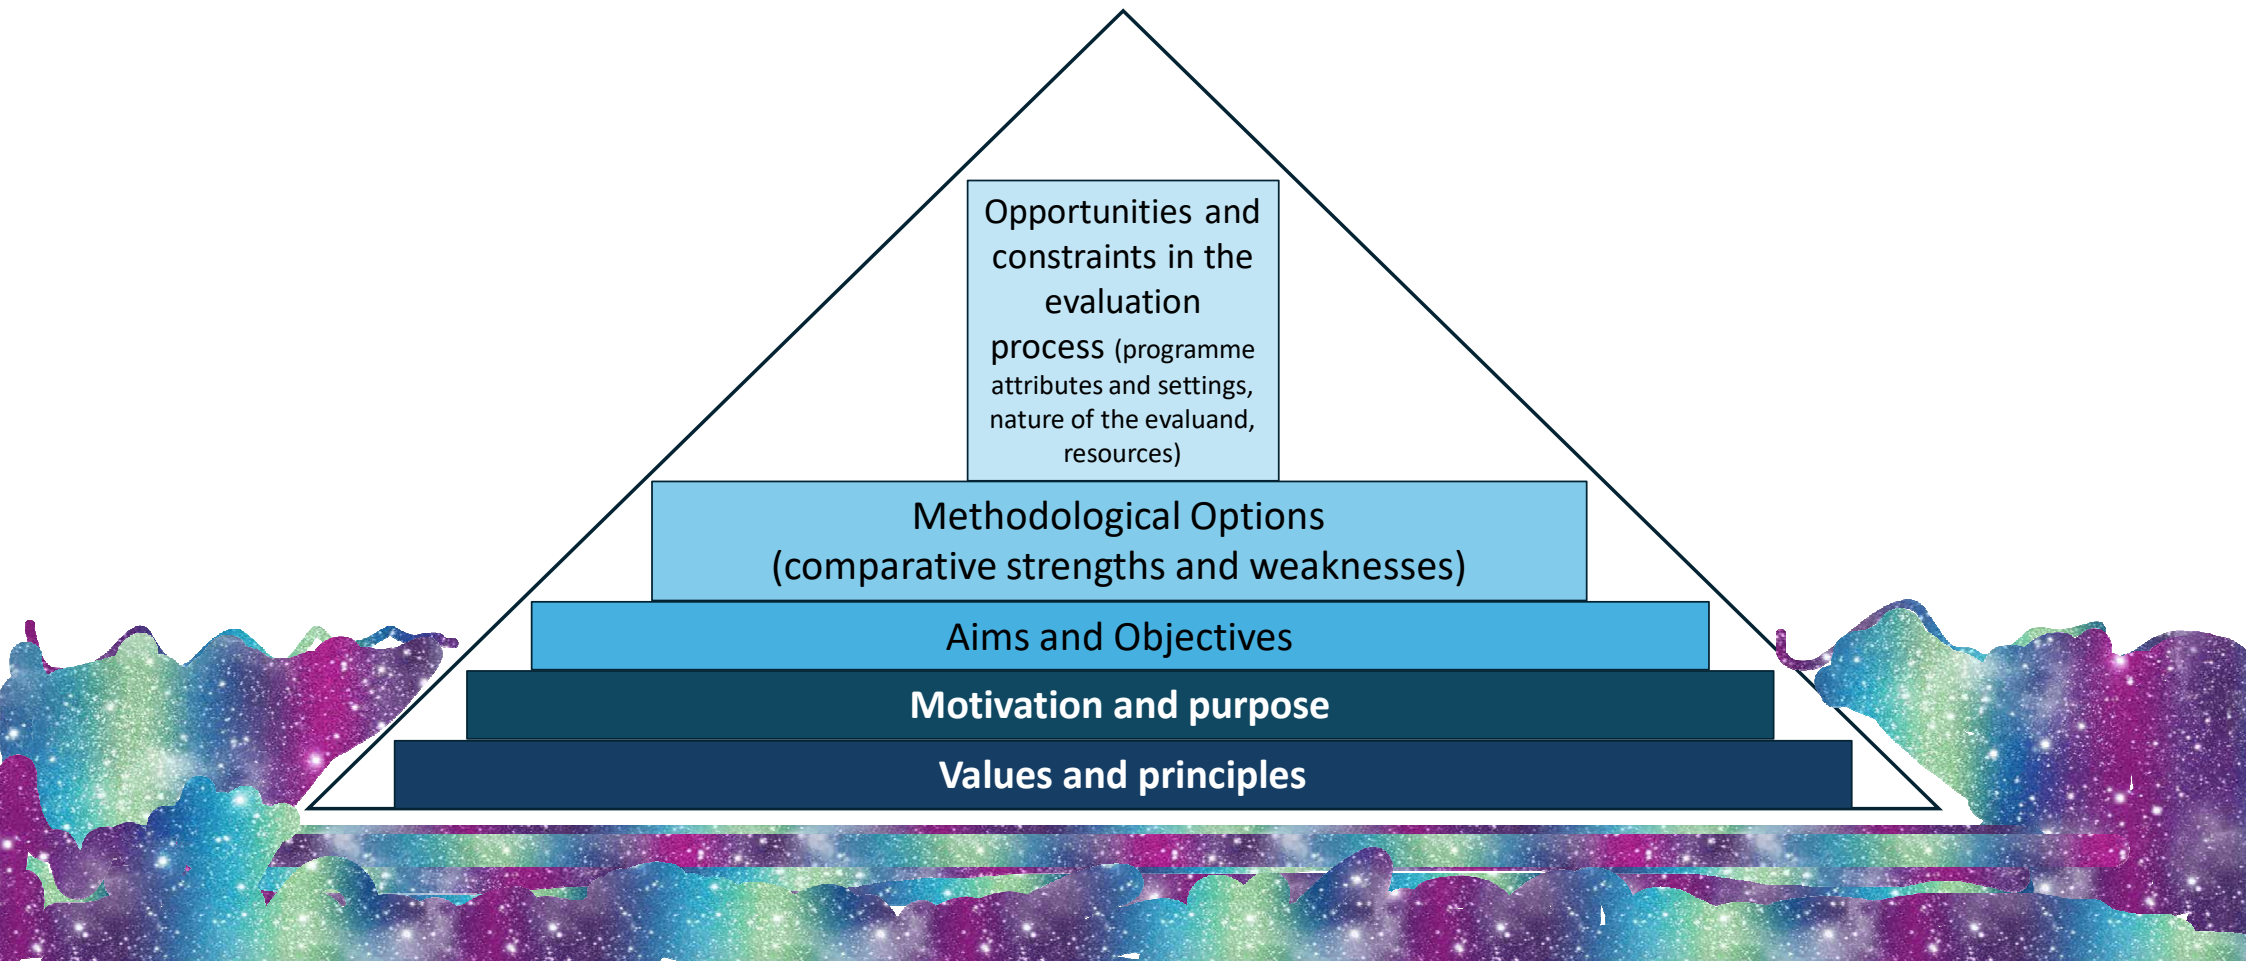 Opportunities and
constraints in the
evaluation
process (programme
attributes and settings,
nature of the evaluand,
resources)
Methodological Options
(comparative strengths and weaknesses)
Aims and Objectives
Motivation and purpose
Values and principles